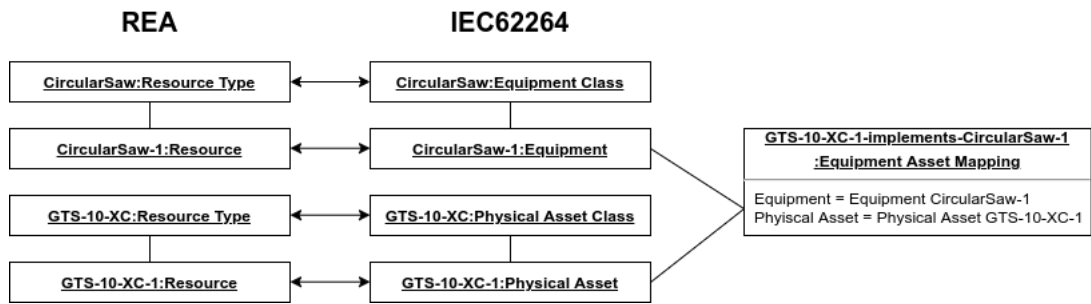 REA
IEC62264
CircularSaw:Resource Type
CircularSaw:Equipment Class
CircularSaw-1:Resource
CircularSaw-1:Equipment
GTS-10-XC:Resource Type
GTS-10-XC:Physical Asset Class
GTS-10-XC-1:Resource
GTS-10-XC-1:Physical Asset
GTS-10-XC-1-implements-CircularSaw-1
:Equipment Asset Mapping
Equipment = Equipment CircularSaw-1
Phyiscal Asset = Physical Asset GTS-10-XC-1